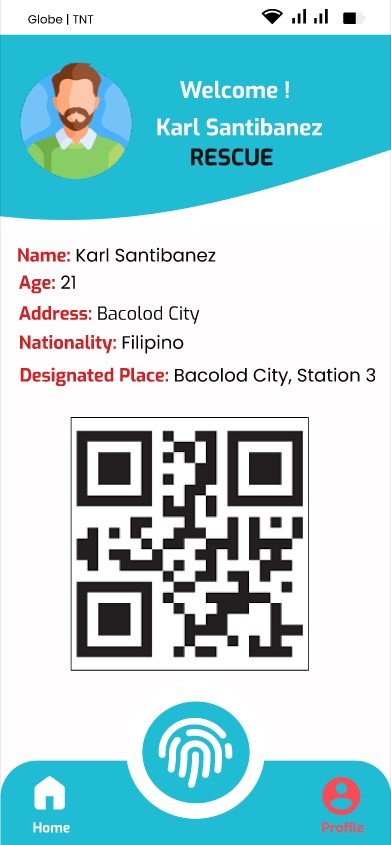 Globe | TNT
Welcome !
Karl Santibanez
RESCUE
Name: Karl Santibanez
Age: 21
Address: Bacolod City
Nationality: Filipino
Designated Place: Bacolod City, Station 3
Home
Profile